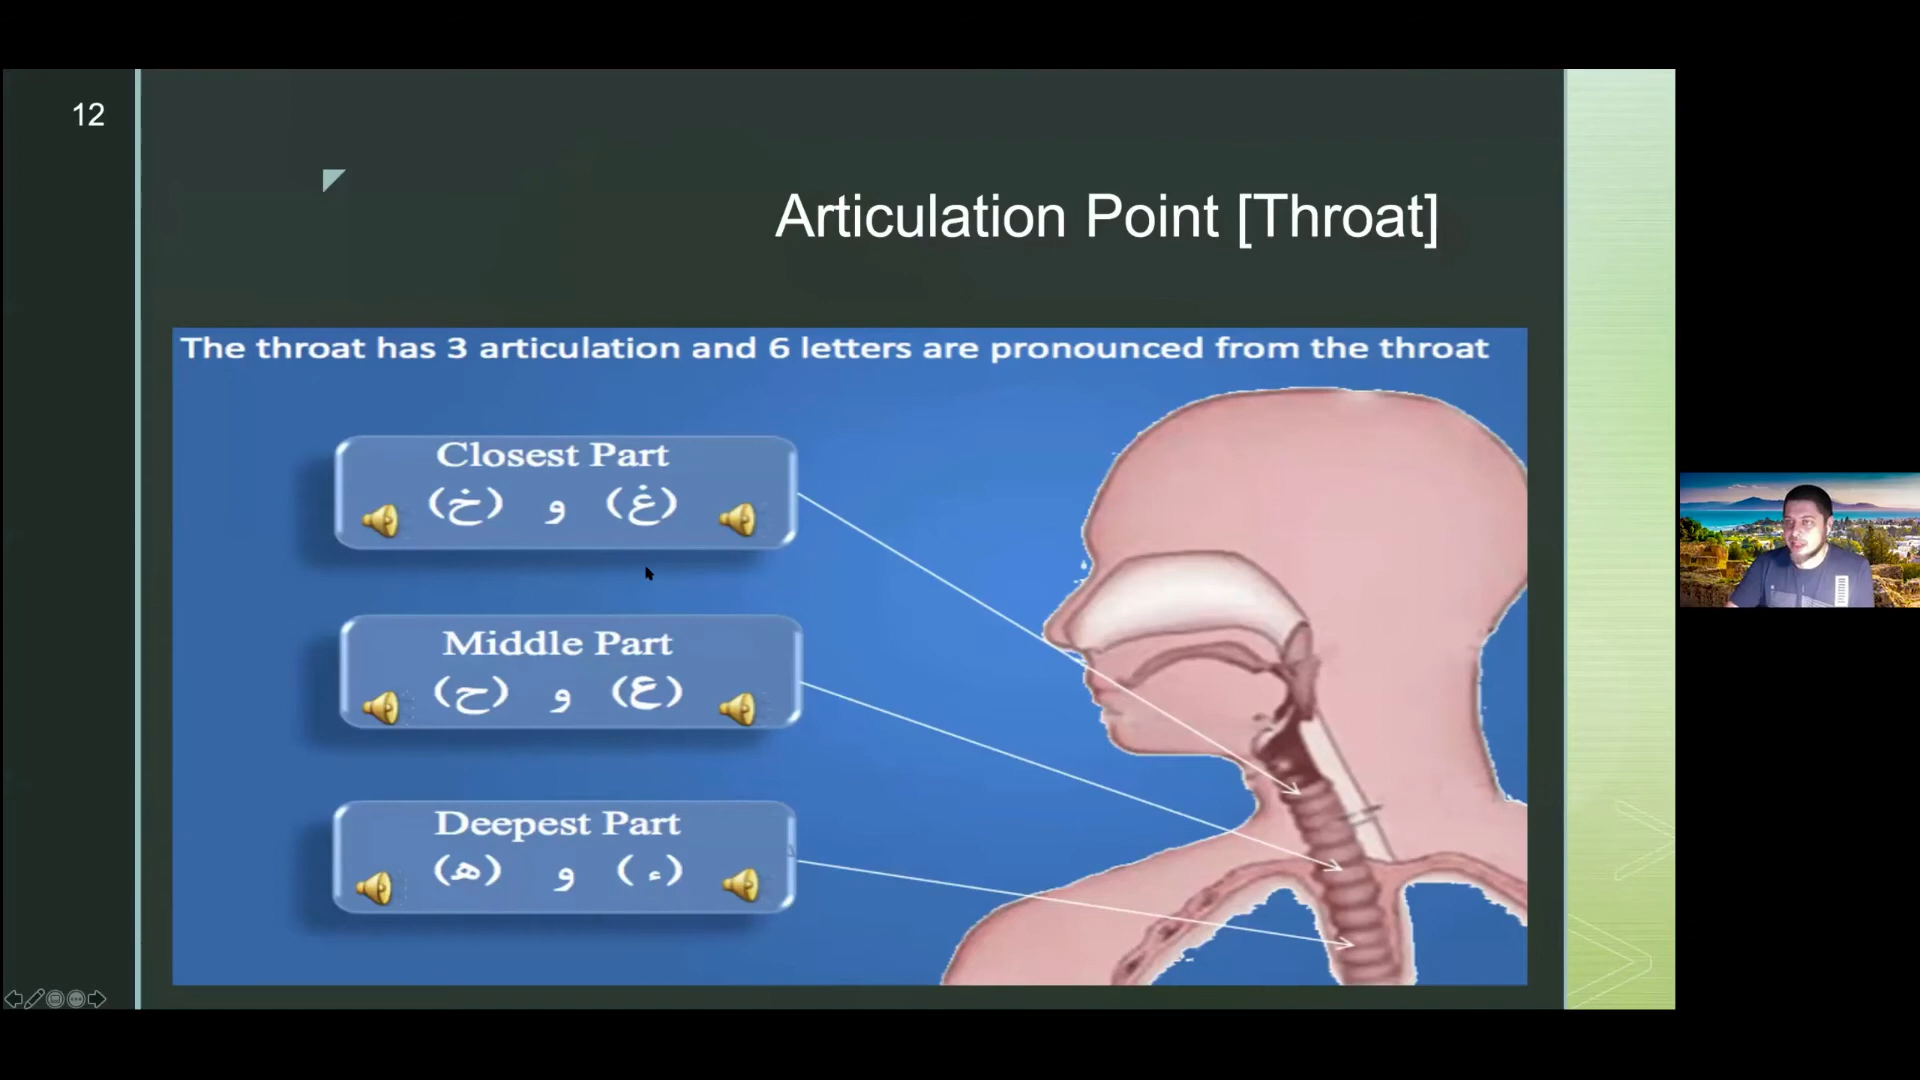 12
Articulation Point [Throat]
The throat has 3 articulation and 6 letters are pronounced from the throat
Closest Part
(غ) و (خ)
Middle Part
(ع) و (ح)
Deepest Part
(ء) و (ه)